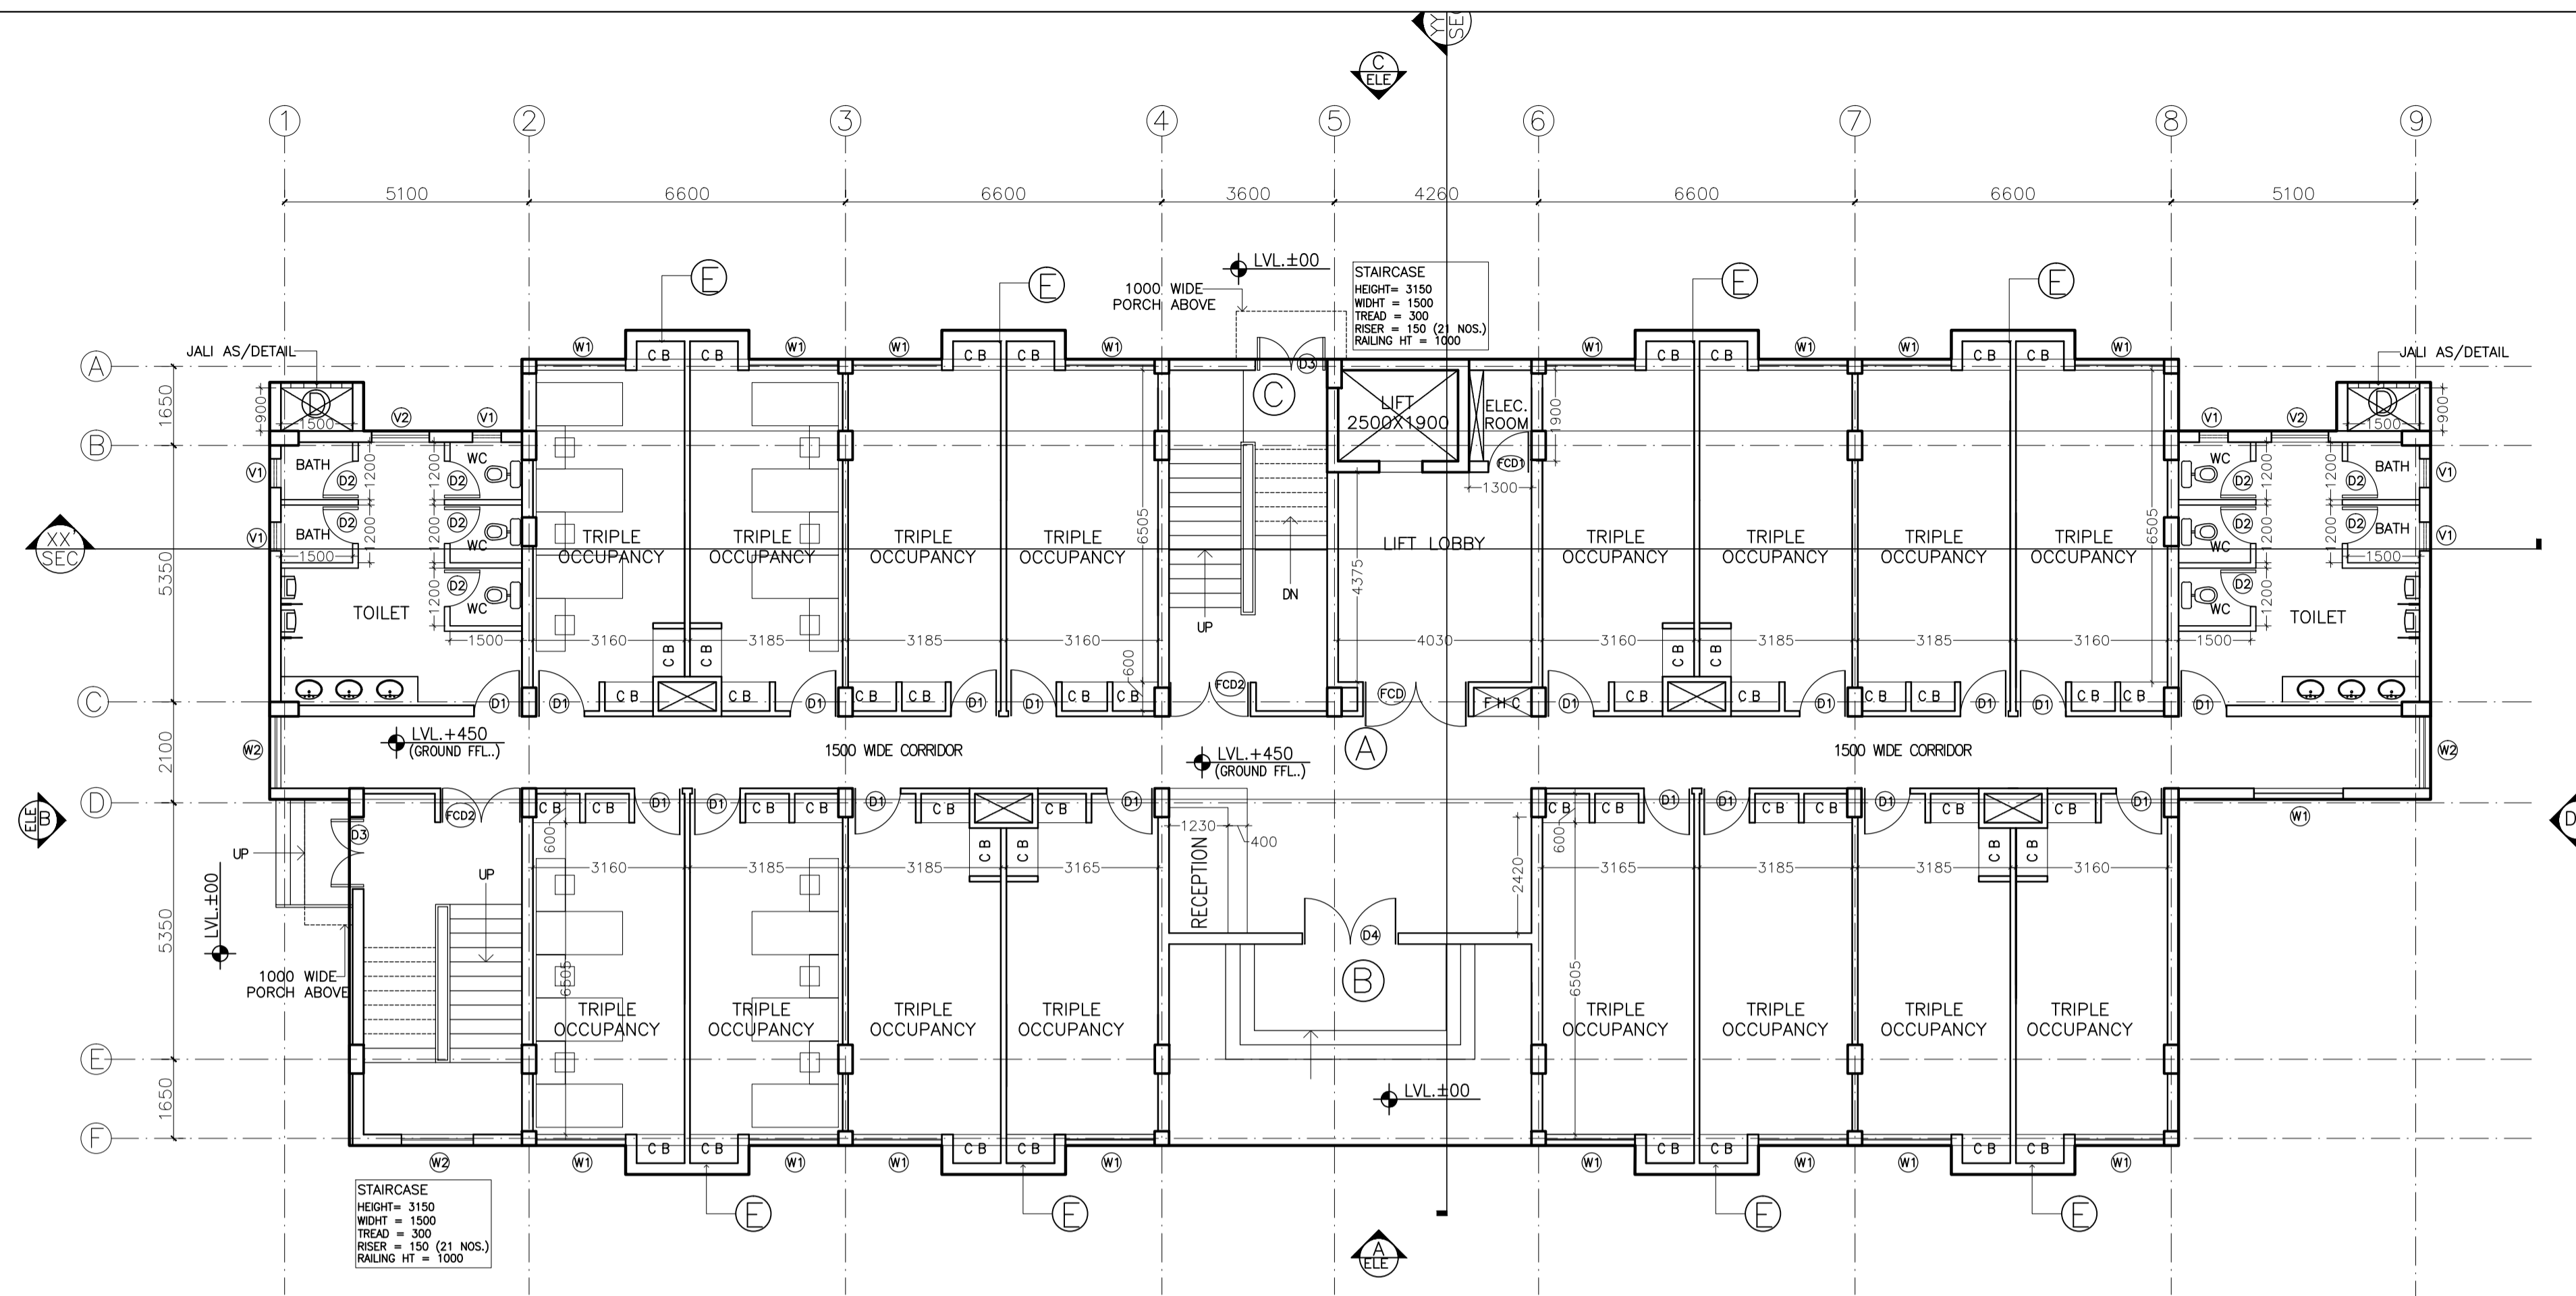 YY'
SEC
C
ELE
1
2
3
4
5
6
7
8
9
5100
6600
6600
3600
4260
6600
6600
5100
E
E
E
E
LVL.±00
1000 WIDE
PORCH ABOVE
STAIRCASE
HEIGHT= 3150
WIDHT = 1500
TREAD = 300
RISER = 150 (21 NOS.)
RAILING HT = 1000
JALI AS/DETAIL
W1
W1
W1
W1
W1
W1
W1
W1
JALI AS/DETAIL
A
C B
C B
C B
C B
D3
C B
C B
C B
C B
1650
900
D
1500
V2
V1
C
LIFT
2500X1900
ELEC.
ROOM
1900
V1
V2
D
1500
900
B
V1
BATH
D2
1200
1200
WC
D2
FCD1
1300
WC
D2
1200
1200
D2
BATH
V1
XX'
SEC
5350
V1
BATH
D2
1200
1200
D2
WC
1500
TRIPLE
OCCUPANCY
TRIPLE
OCCUPANCY
TRIPLE
OCCUPANCY
TRIPLE
OCCUPANCY
6505
LIFT LOBBY
4375
TRIPLE
OCCUPANCY
TRIPLE
OCCUPANCY
TRIPLE
OCCUPANCY
TRIPLE
OCCUPANCY
6505
D2
WC
1200
1200
D2
BATH
V1
1500
TOILET
1200
D2
WC
1500
UP
DN
WC
D2
1200
TOILET
1500
3160
3185
3185
3160
4030
3160
3185
3185
3160
C B
C B
600
C B
C B
C
D1
D1
C B
C B
D1
C B
C B
D1
D1
C B
C B
FCD2
FCD
F H C
D1
C B
C B
D1
C B
C B
D1
D1
C B
C B
D1
2100
W2
LVL.+450
(GROUND FFL..)
1500 WIDE CORRIDOR
LVL.+450
(GROUND FFL..)
A
1500 WIDE CORRIDOR
W2
D
B
ELE
D
D3
FCD2
C B
C B
D1
D1
C B
C B
D1
C B
C B
D1
1230
400
C B
C B
D1
D1
C B
C B
D1
C B
C B
D1
W1
UP
UP
600
C B
C B
RECEPTION
2420
600
C B
C B
3160
3185
3185
3165
3165
3185
3185
3160
LVL.±00
5350
D4
1000 WIDE
PORCH ABOVE
6505
B
6505
TRIPLE
OCCUPANCY
TRIPLE
OCCUPANCY
TRIPLE
OCCUPANCY
TRIPLE
OCCUPANCY
TRIPLE
OCCUPANCY
TRIPLE
OCCUPANCY
TRIPLE
OCCUPANCY
TRIPLE
OCCUPANCY
E
1650
LVL.±00
F
C B
C B
C B
C B
C B
C B
C B
C B
W2
W1
W1
W1
W1
W1
W1
W1
W1
STAIRCASE
HEIGHT= 3150
WIDHT = 1500
TREAD = 300
RISER = 150 (21 NOS.)
RAILING HT = 1000
E
E
E
E
A
ELE